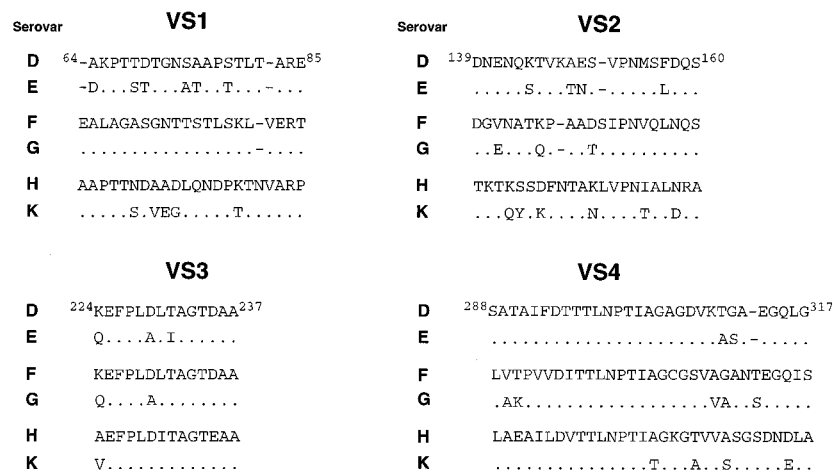 Serovar VS1
D 64-AKPTTDTGNSAAPSTLT-ARE85
E -D...ST...AT..T...-...
F EALAGASGNTTSTLSKL-VERT
G .................-....
H AAPTTNDAADLQNDPKTNVARP
K .....S.VEG.....T......
Serovar VS2
D 139DNENQKTVKAES-VPNMSFDQS160
E .....S...TN.-......L...
F DGVNATKP-AADSIPNVQLNQS
G ..E...Q.-..T..........
H TKTKSSDFNTAKLVPNIALNRA
K ...QY.K....N....T..D..
VS3
D 224KEFPLDLTAGTDAA237
E Q....A.I......
F KEFPLDLTAGTDAA
G Q....A........
H AEFPLDITAGTEAA
K V.............
VS4
D 288SATAIFDTTTLNPTIAGAGDVKTGA-EGQLG317
E ......................AS.-.....
F LVTPVVDITTLNPTIAGCGSVAGANTEGQIS
G .AK..................VA..S.....
H LAEAILDVTTLNPTIAGKGTVVASGSDNDLA
K ...............T...A..S.....E..